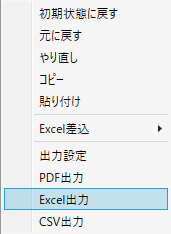 初期状態に戻す
元に戻す
やり直し
コピー
貼り付け
Excel差込
出力設定
PDF出力
Excel出力
CSV出力